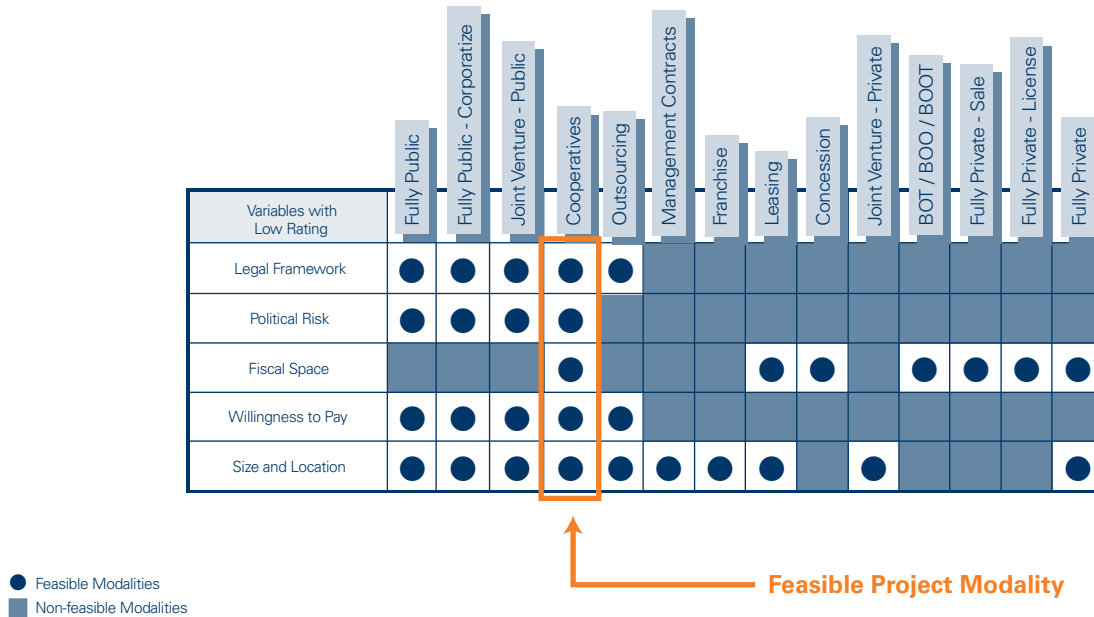 Fully Public
Fully Public - Corporatize
Joint Venture - Public
Cooperatives
Outsourcing
Management Contracts
Franchise
Leasing
Concession
Joint Venture - Private
BOT / BOO / BOOT
Fully Private - Sale
Fully Private - License
Fully Private
Variables with
Low Rating
Legal Framework
Political Risk
Fiscal Space
Willingness to Pay
Size and Location
Feasible Modalities
Non-feasible Modalities
Feasible Project Modality